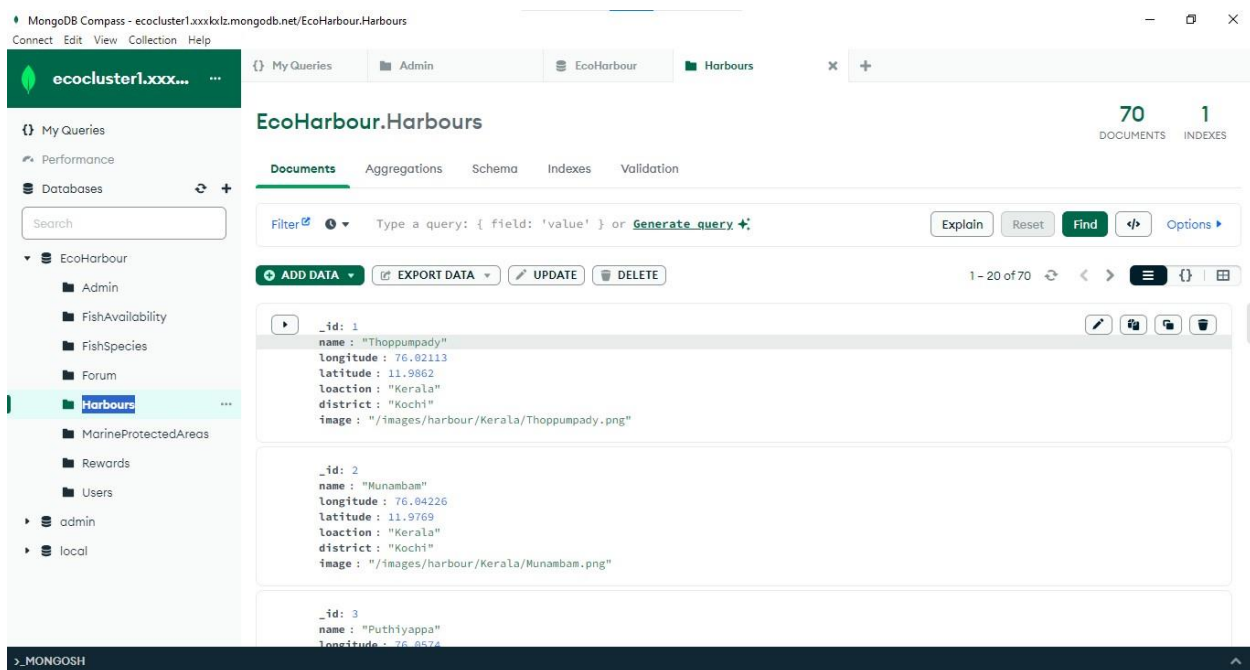 MongoDB Compass - ecocluster1.xxxkxlz.mongodb.net/EcoHarbour.Harbours
Connect Edit View Collection Help
ecocluster1.xxx... ...
{} My Queries
Performance
Databases
Search
EcoHarbour
Admin
FishAvailability
FishSpecies
Forum
Harbours ...
MarineProtectedAreas
Rewards
Users
admin
local
{} My Queries Admin EcoHarbour Harbours
EcoHarbour.Harbours
70 DOCUMENTS 1 INDEXES
Documents Aggregations Schema Indexes Validation
Filter Type a query: { field: 'value' } or Generate query Explain Reset Find </> Options
ADD DATA EXPORT DATA UPDATE DELETE 1 – 20 of 70 {}
_id: 1
name : "Thoppumpady"
longitude : 76.02113
latitude : 11.9862
loaction : "Kerala"
district : "Kochi"
image : "/images/harbour/Kerala/Thoppumpady.png"
_id: 2
name : "Munambam"
longitude : 76.04226
latitude : 11.9769
loaction : "Kerala"
district : "Kochi"
image : "/images/harbour/Kerala/Munambam.png"
_id: 3
name : "Puthiyappa"
longitude : 76.0574
>_MONGOSH